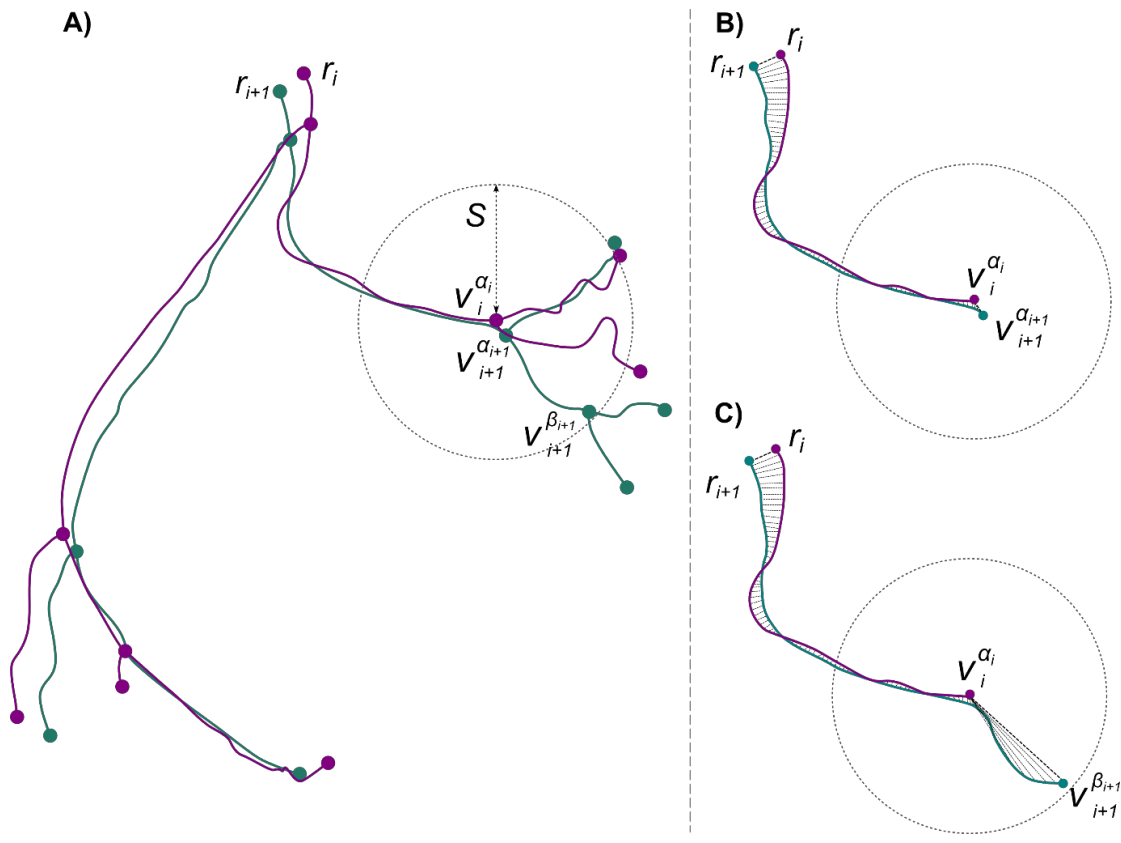 A)
r_{i+1}
r_i
S
v_i^{α_i}
v_{i+1}^{α_{i+1}}
v_{i+1}^{β_{i+1}}
B)
r_i
r_{i+1}
v_i^{α_i}
v_{i+1}^{α_{i+1}}
C)
r_i
r_{i+1}
v_i^{α_i}
v_{i+1}^{β_{i+1}}